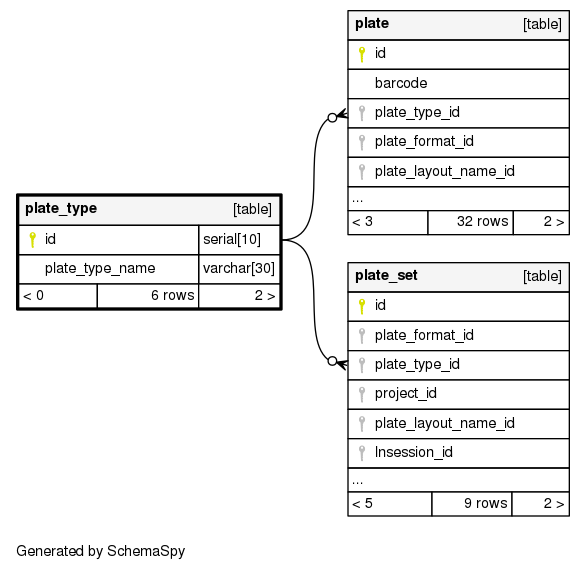 plate [table]
id
barcode
plate_type_id
plate_format_id
plate_layout_name_id
...
< 3 32 rows 2 >
plate_type [table]
id serial[10]
plate_type_name varchar[30]
< 0 6 rows 2 >
plate_set [table]
id
plate_format_id
plate_type_id
project_id
plate_layout_name_id
lnsession_id
...
< 5 9 rows 2 >
Generated by SchemaSpy